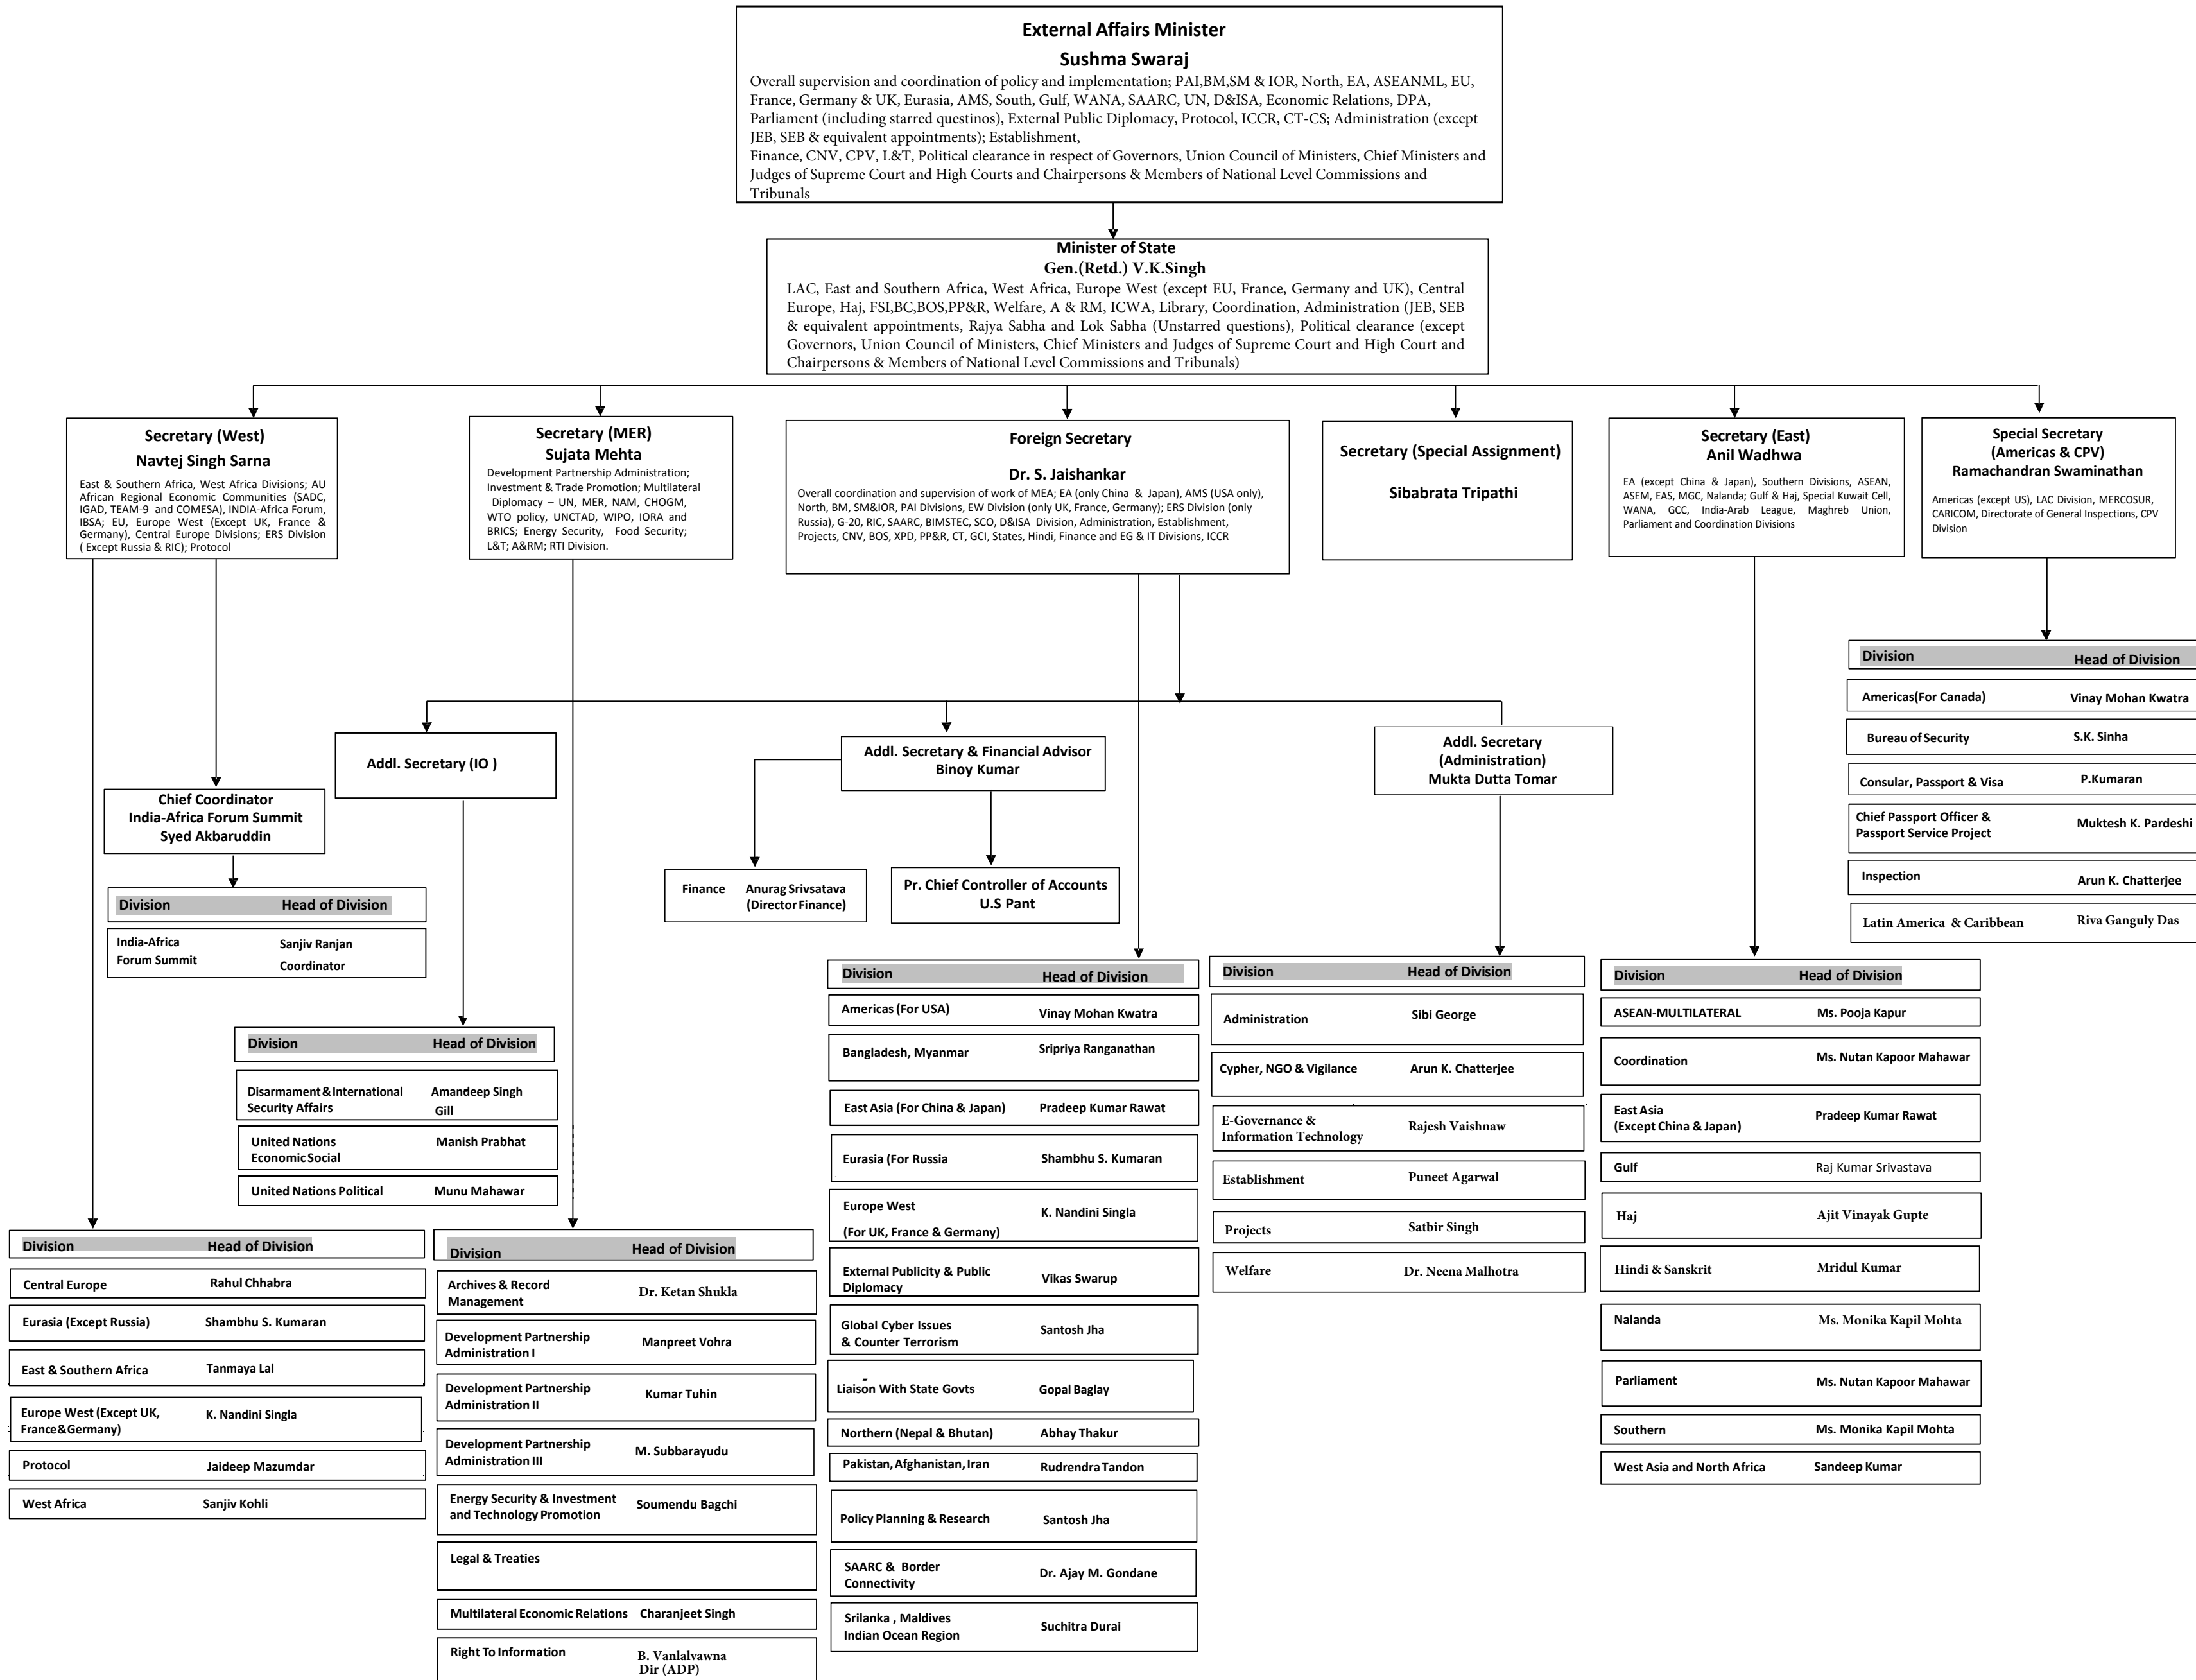 External Affairs Minister
Sushma Swaraj
Overall supervision and coordination of policy and implementation; PAI,BM,SM & IOR, North, EA, ASEANML, EU,
France, Germany & UK, Eurasia, AMS, South, Gulf, WANA, SAARC, UN, D&ISA, Economic Relations, DPA,
Parliament (including starred questinos), External Public Diplomacy, Protocol, ICCR, CT-CS; Administration (except
JEB, SEB & equivalent appointments); Establishment,
Finance, CNV, CPV, L&T, Political clearance in respect of Governors, Union Council of Ministers, Chief Ministers and
Judges of Supreme Court and High Courts and Chairpersons & Members of National Level Commissions and
Tribunals
Minister of State
Gen.(Retd.) V.K.Singh
LAC, East and Southern Africa, West Africa, Europe West (except EU, France, Germany and UK), Central
Europe, Haj, FSI,BC,BOS,PP&R, Welfare, A & RM, ICWA, Library, Coordination, Administration (JEB, SEB
& equivalent appointments, Rajya Sabha and Lok Sabha (Unstarred questions), Political clearance (except
Governors, Union Council of Ministers, Chief Ministers and Judges of Supreme Court and High Court and
Chairpersons & Members of National Level Commissions and Tribunals)
Secretary (West)
Navtej Singh Sarna
East & Southern Africa, West Africa Divisions; AU
African Regional Economic Communities (SADC,
IGAD, TEAM-9 and COMESA), INDIA-Africa Forum,
IBSA; EU, Europe West (Except UK, France &
Germany), Central Europe Divisions; ERS Division
( Except Russia & RIC); Protocol
Secretary (MER)
Sujata Mehta
Development Partnership Administration;
Investment & Trade Promotion; Multilateral
Diplomacy – UN, MER, NAM, CHOGM,
WTO policy, UNCTAD, WIPO, IORA and
BRICS; Energy Security, Food Security;
L&T; A&RM; RTI Division.
Foreign Secretary
Dr. S. Jaishankar
Overall coordination and supervision of work of MEA; EA (only China & Japan), AMS (USA only),
North, BM, SM&IOR, PAI Divisions, EW Division (only UK, France, Germany); ERS Division (only
Russia), G-20, RIC, SAARC, BIMSTEC, SCO, D&ISA Division, Administration, Establishment,
Projects, CNV, BOS, XPD, PP&R, CT, GCI, States, Hindi, Finance and EG & IT Divisions, ICCR
Secretary (Special Assignment)
Sibabrata Tripathi
Secretary (East)
Anil Wadhwa
EA (except China & Japan), Southern Divisions, ASEAN,
ASEM, EAS, MGC, Nalanda; Gulf & Haj, Special Kuwait Cell,
WANA, GCC, India-Arab League, Maghreb Union,
Parliament and Coordination Divisions
Special Secretary
(Americas & CPV)
Ramachandran Swaminathan
Americas (except US), LAC Division, MERCOSUR,
CARICOM, Directorate of General Inspections, CPV
Division
Division Head of Division
Americas(For Canada) Vinay Mohan Kwatra
Bureau of Security S.K. Sinha
Consular, Passport & Visa P.Kumaran
Chief Passport Officer &
Passport Service Project Muktesh K. Pardeshi
Inspection Arun K. Chatterjee
Latin America & Caribbean Riva Ganguly Das
Addl. Secretary (IO )
Addl. Secretary & Financial Advisor
Binoy Kumar
Addl. Secretary
(Administration)
Mukta Dutta Tomar
Chief Coordinator
India-Africa Forum Summit
Syed Akbaruddin
Division Head of Division
India-Africa Sanjiv Ranjan
Forum Summit Coordinator
Finance Anurag Srivsatava
(Director Finance)
Pr. Chief Controller of Accounts
U.S Pant
Division Head of Division
Disarmament & International Amandeep Singh
Security Affairs Gill
United Nations Manish Prabhat
Economic Social
United Nations Political Munu Mahawar
Division Head of Division
Central Europe Rahul Chhabra
Eurasia (Except Russia) Shambhu S. Kumaran
East & Southern Africa Tanmaya Lal
Europe West (Except UK, K. Nandini Singla
France&Germany)
Protocol Jaideep Mazumdar
West Africa Sanjiv Kohli
Division Head of Division
Archives & Record Dr. Ketan Shukla
Management
Development Partnership Manpreet Vohra
Administration I
Development Partnership Kumar Tuhin
Administration II
Development Partnership M. Subbarayudu
Administration III
Energy Security & Investment Soumendu Bagchi
and Technology Promotion
Legal & Treaties
Multilateral Economic Relations Charanjeet Singh
Right To Information B. Vanlalvawna
Dir (ADP)
Division Head of Division
Americas (For USA) Vinay Mohan Kwatra
Bangladesh, Myanmar Sripriya Ranganathan
East Asia (For China & Japan) Pradeep Kumar Rawat
Eurasia (For Russia Shambhu S. Kumaran
Europe West K. Nandini Singla
(For UK, France & Germany)
External Publicity & Public Vikas Swarup
Diplomacy
Global Cyber Issues Santosh Jha
& Counter Terrorism
Liaison With State Govts Gopal Baglay
Northern (Nepal & Bhutan) Abhay Thakur
Pakistan, Afghanistan, Iran Rudrendra Tandon
Policy Planning & Research Santosh Jha
SAARC & Border Dr. Ajay M. Gondane
Connectivity
Srilanka , Maldives Suchitra Durai
Indian Ocean Region
Division Head of Division
Administration Sibi George
Cypher, NGO & Vigilance Arun K. Chatterjee
E-Governance & Rajesh Vaishnaw
Information Technology
Establishment Puneet Agarwal
Projects Satbir Singh
Welfare Dr. Neena Malhotra
Division Head of Division
ASEAN-MULTILATERAL Ms. Pooja Kapur
Coordination Ms. Nutan Kapoor Mahawar
East Asia Pradeep Kumar Rawat
(Except China & Japan)
Gulf Raj Kumar Srivastava
Haj Ajit Vinayak Gupte
Hindi & Sanskrit Mridul Kumar
Nalanda Ms. Monika Kapil Mohta
Parliament Ms. Nutan Kapoor Mahawar
Southern Ms. Monika Kapil Mohta
West Asia and North Africa Sandeep Kumar